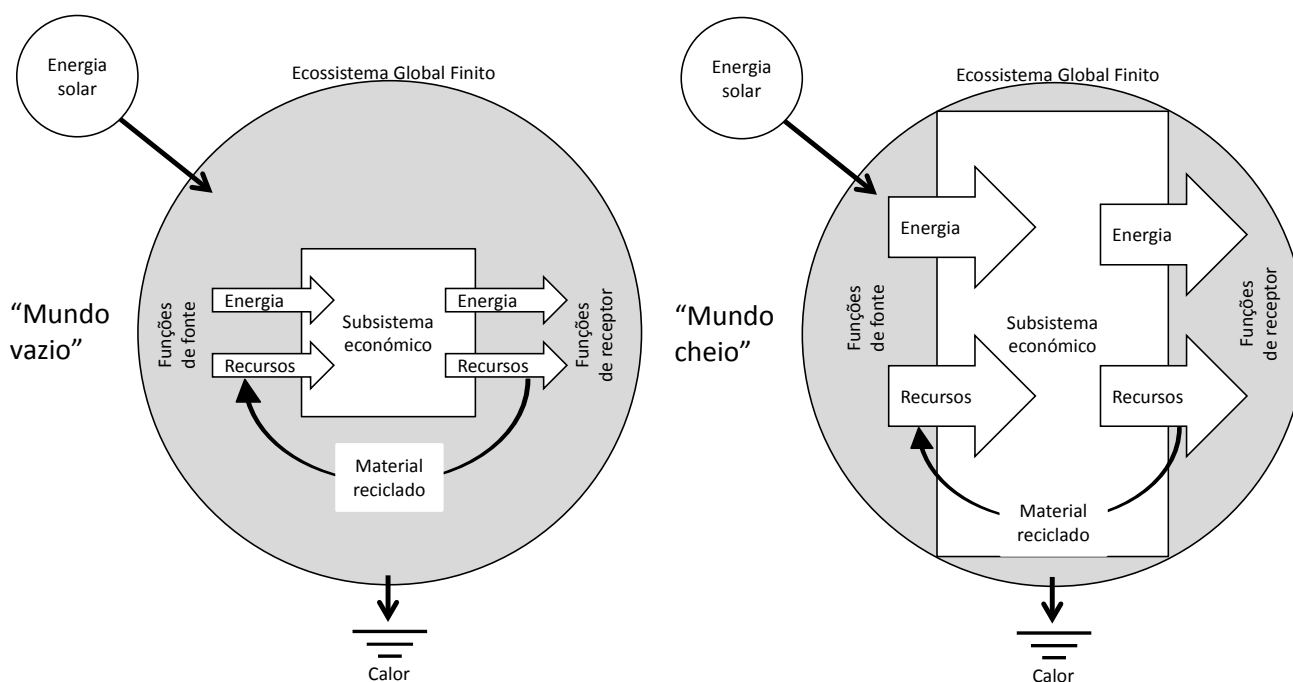 Energia
solar
Ecossistema Global Finito
“Mundo
vazio”
Funções
de fonte
Energia
Recursos
Subsistema
económico
Energia
Recursos
Funções
de receptor
Material
reciclado
Calor
Energia
solar
Ecossistema Global Finito
“Mundo
cheio”
Funções
de fonte
Energia
Recursos
Subsistema
económico
Energia
Recursos
Funções
de receptor
Material
reciclado
Calor